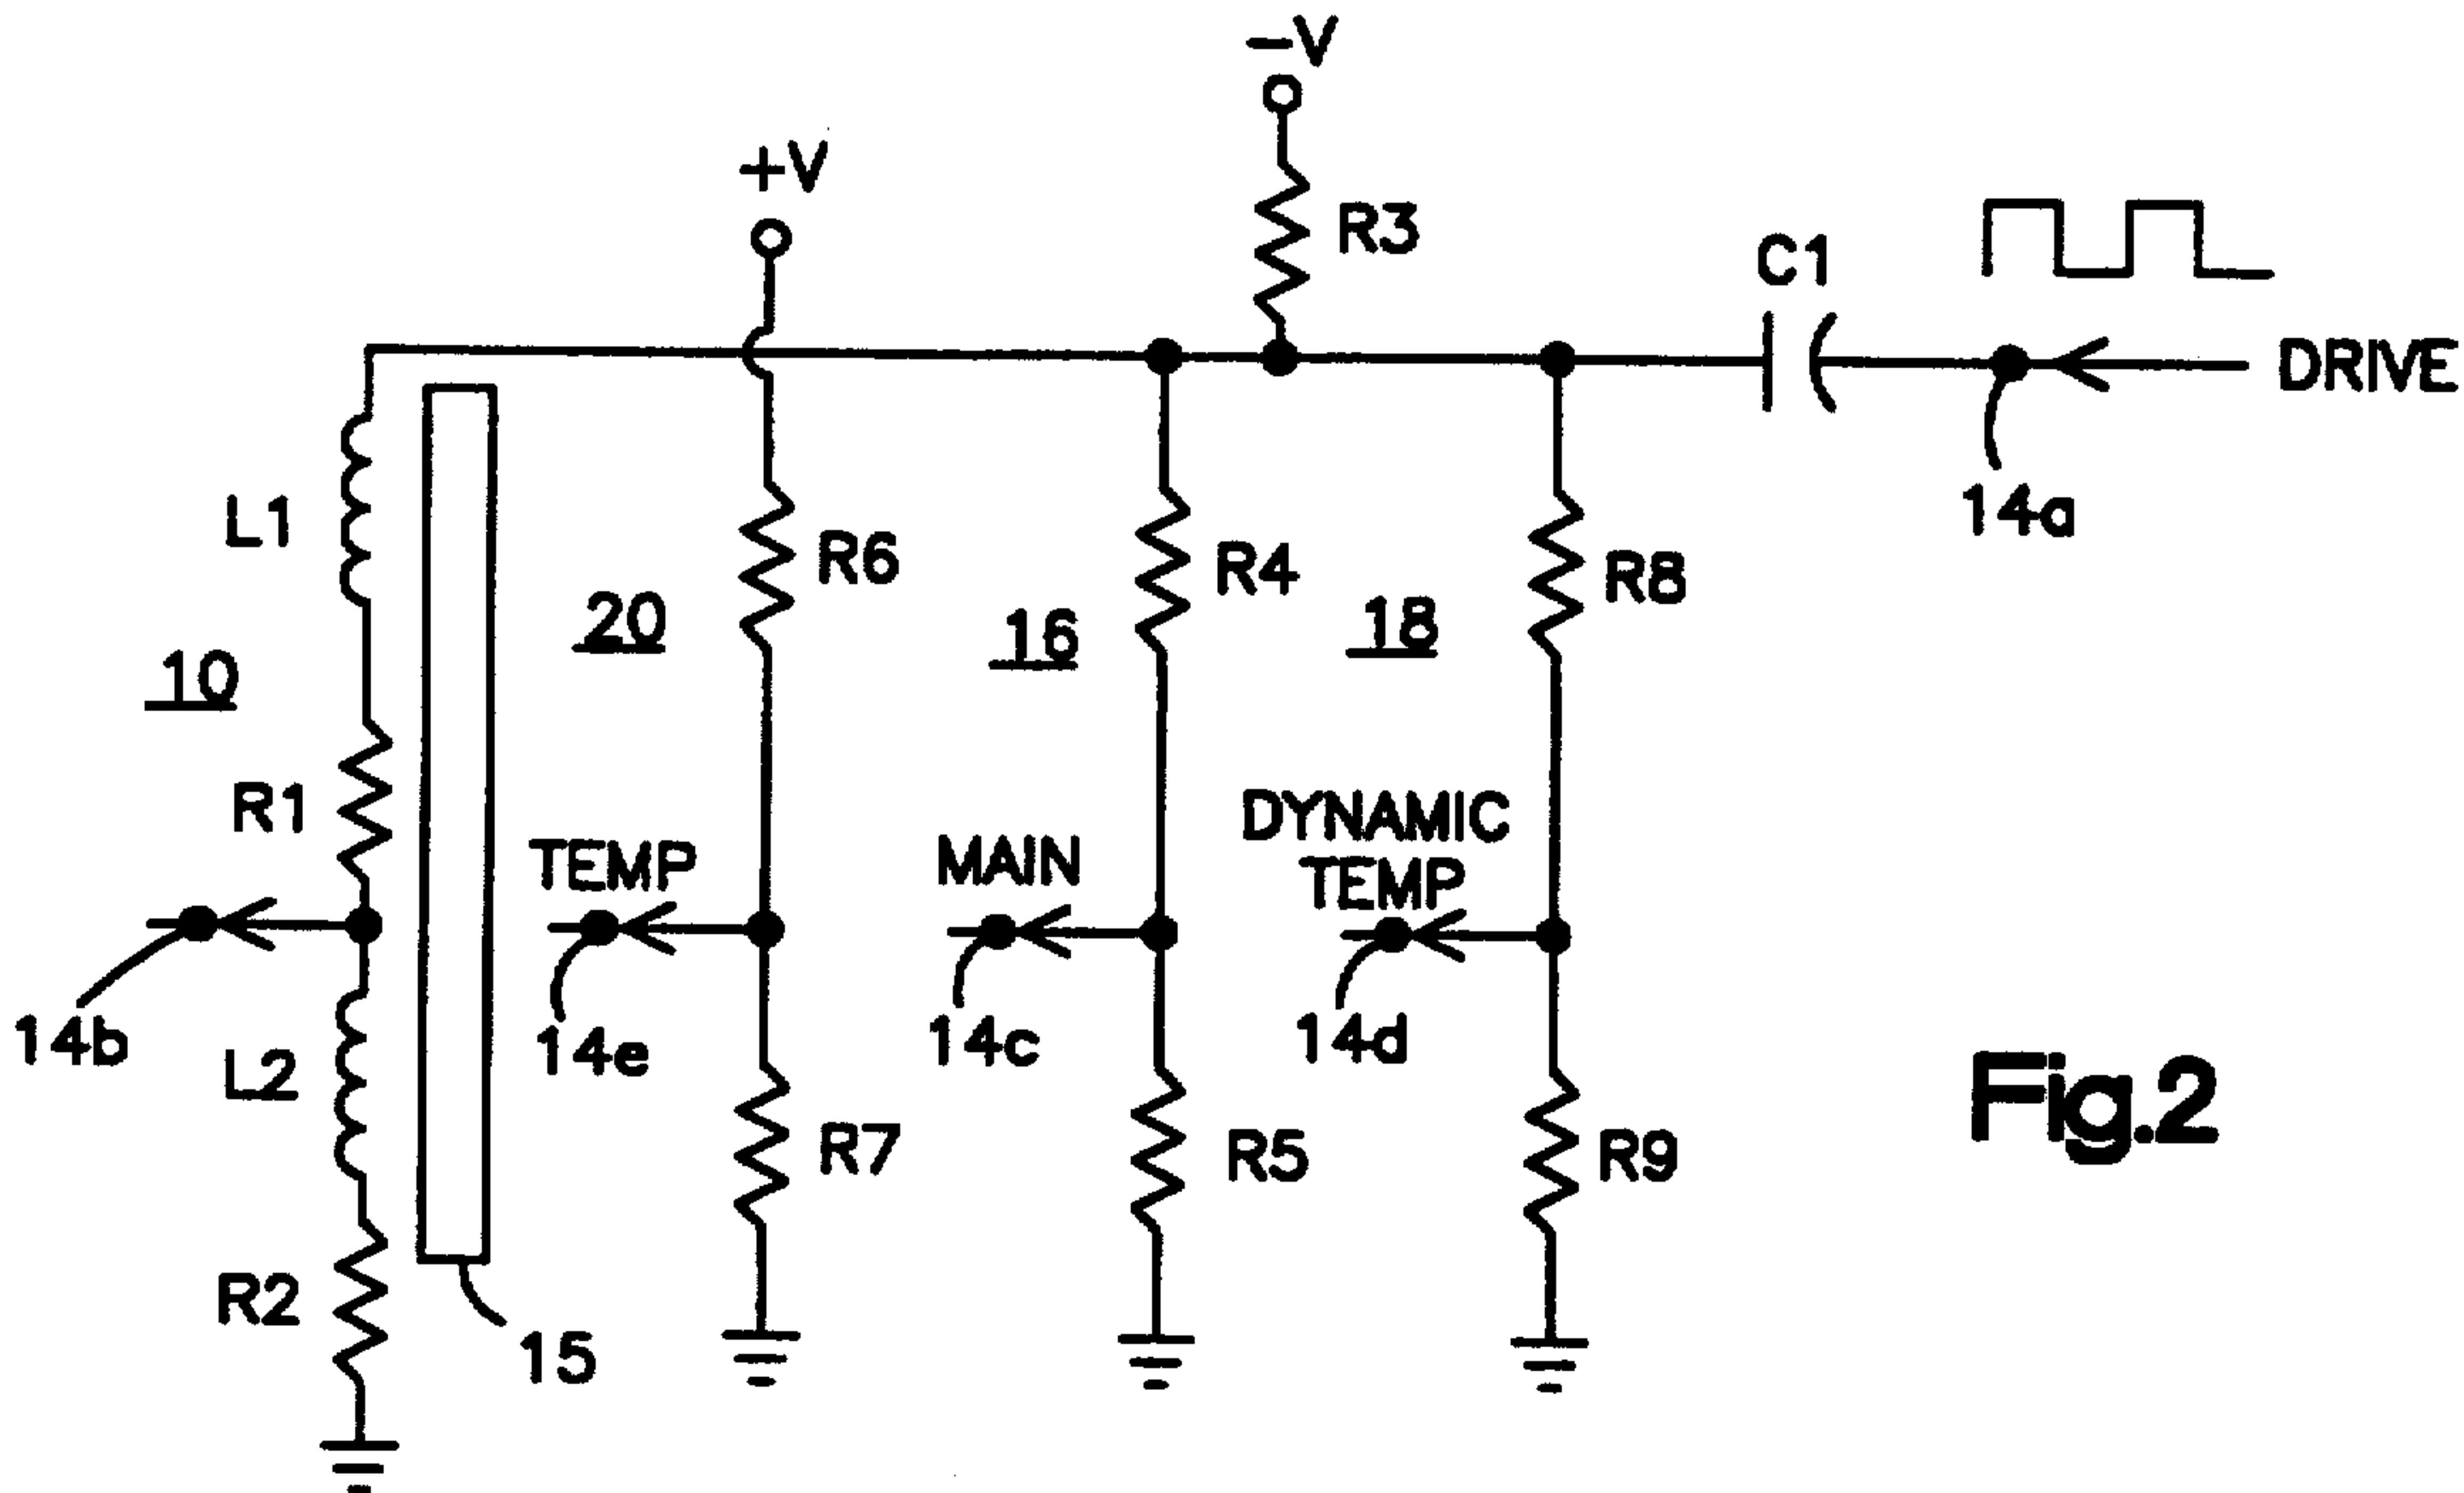 -V
+V
R3
C1
DRIVE
14a
L1
R6
R4
R8
20
16
18
10
R1
TEMP
MAIN
DYNAMIC
TEMP
14b
14e
14c
14d
L2
R7
R5
R9
Fig.2
R2
15